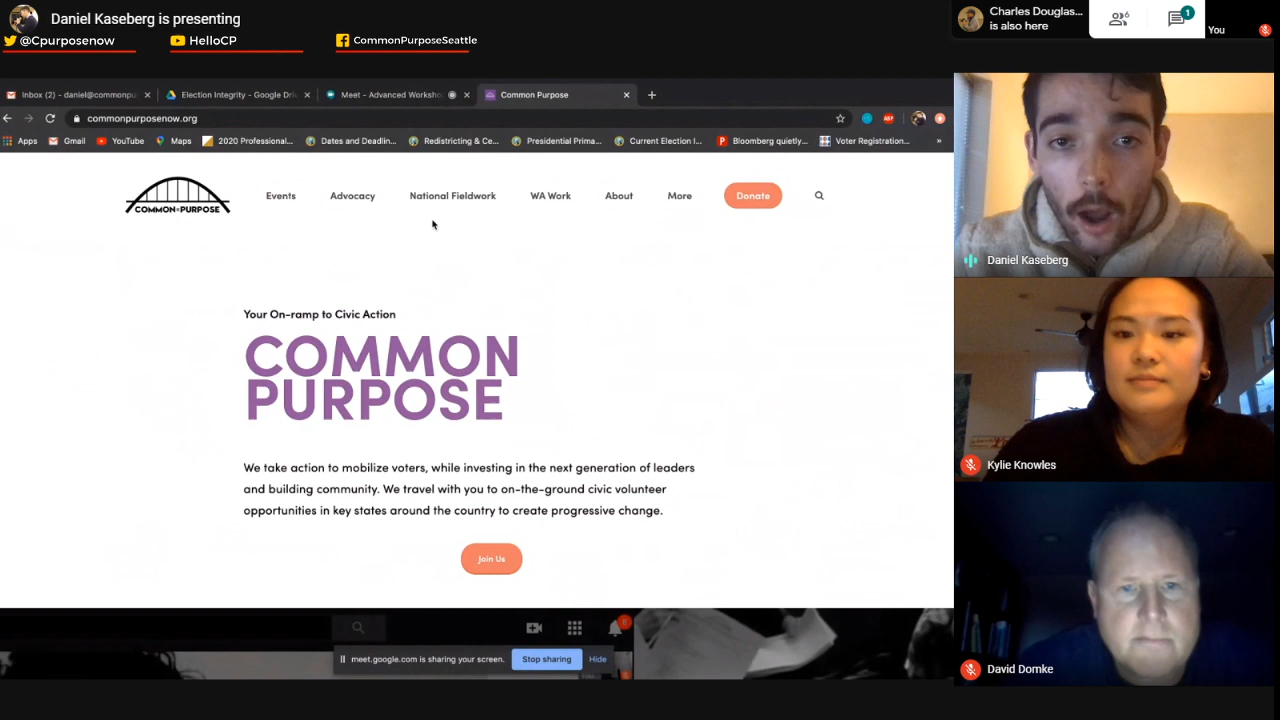 Daniel Kaseberg is presenting
@Cpurposenow
HelloCP
CommonPurposeSeattle
Charles Douglas...
is also here
6
1
You
Inbox (2) - daniel@commonpu
Election Integrity - Google Dri
Meet - Advanced Worksho
Common Purpose
commonpurposenow.org
ABP
Apps
Gmail
YouTube
Maps
2020 Professional...
Dates and Deadlin...
Redistricting & Ce...
Presidential Prima...
Current Election I...
Bloomberg quietly...
Voter Registration...
»
COMMON PURPOSE
Events
Advocacy
National Fieldwork
WA Work
About
More
Donate
Your On-ramp to Civic Action
COMMON
PURPOSE
We take action to mobilize voters, while investing in the next generation of leaders
and building community. We travel with you to on-the-ground civic volunteer
opportunities in key states around the country to create progressive change.
Join Us
meet.google.com is sharing your screen.
Stop sharing
Hide
Daniel Kaseberg
Kylie Knowles
David Domke